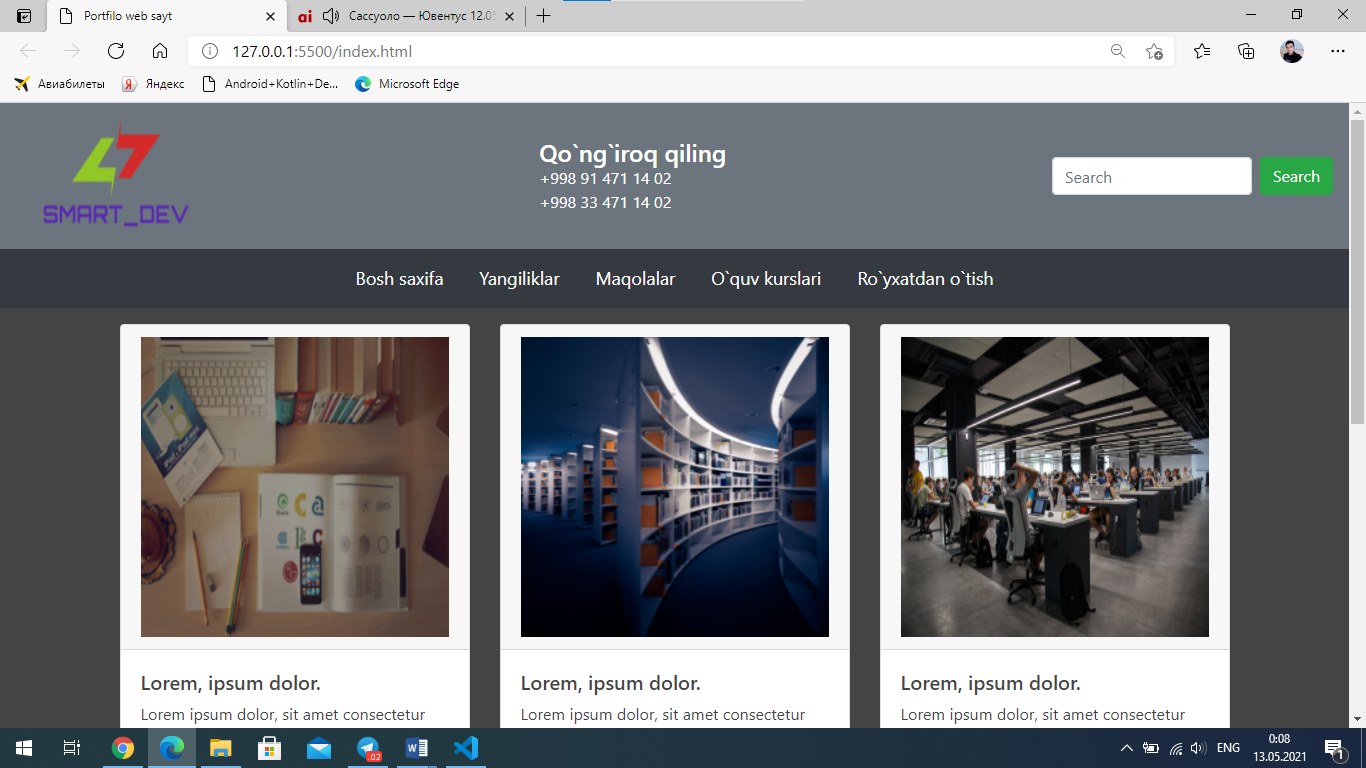 Portfilo web sayt
ai Сассуоло — Ювентус 12.05
127.0.0.1:5500/index.html
Авиабилеты
Яндекс
Android+Kotlin+De...
Microsoft Edge
SMART_DEV
Qo`ng`iroq qiling
+998 91 471 14 02
+998 33 471 14 02
Search
Search
Bosh saxifa
Yangiliklar
Maqolalar
O`quv kurslari
Ro`yxatdan o`tish
Lorem, ipsum dolor.
Lorem ipsum dolor, sit amet consectetur
Lorem, ipsum dolor.
Lorem ipsum dolor, sit amet consectetur
Lorem, ipsum dolor.
Lorem ipsum dolor, sit amet consectetur
.02
ENG
0:08
13.05.2021
1